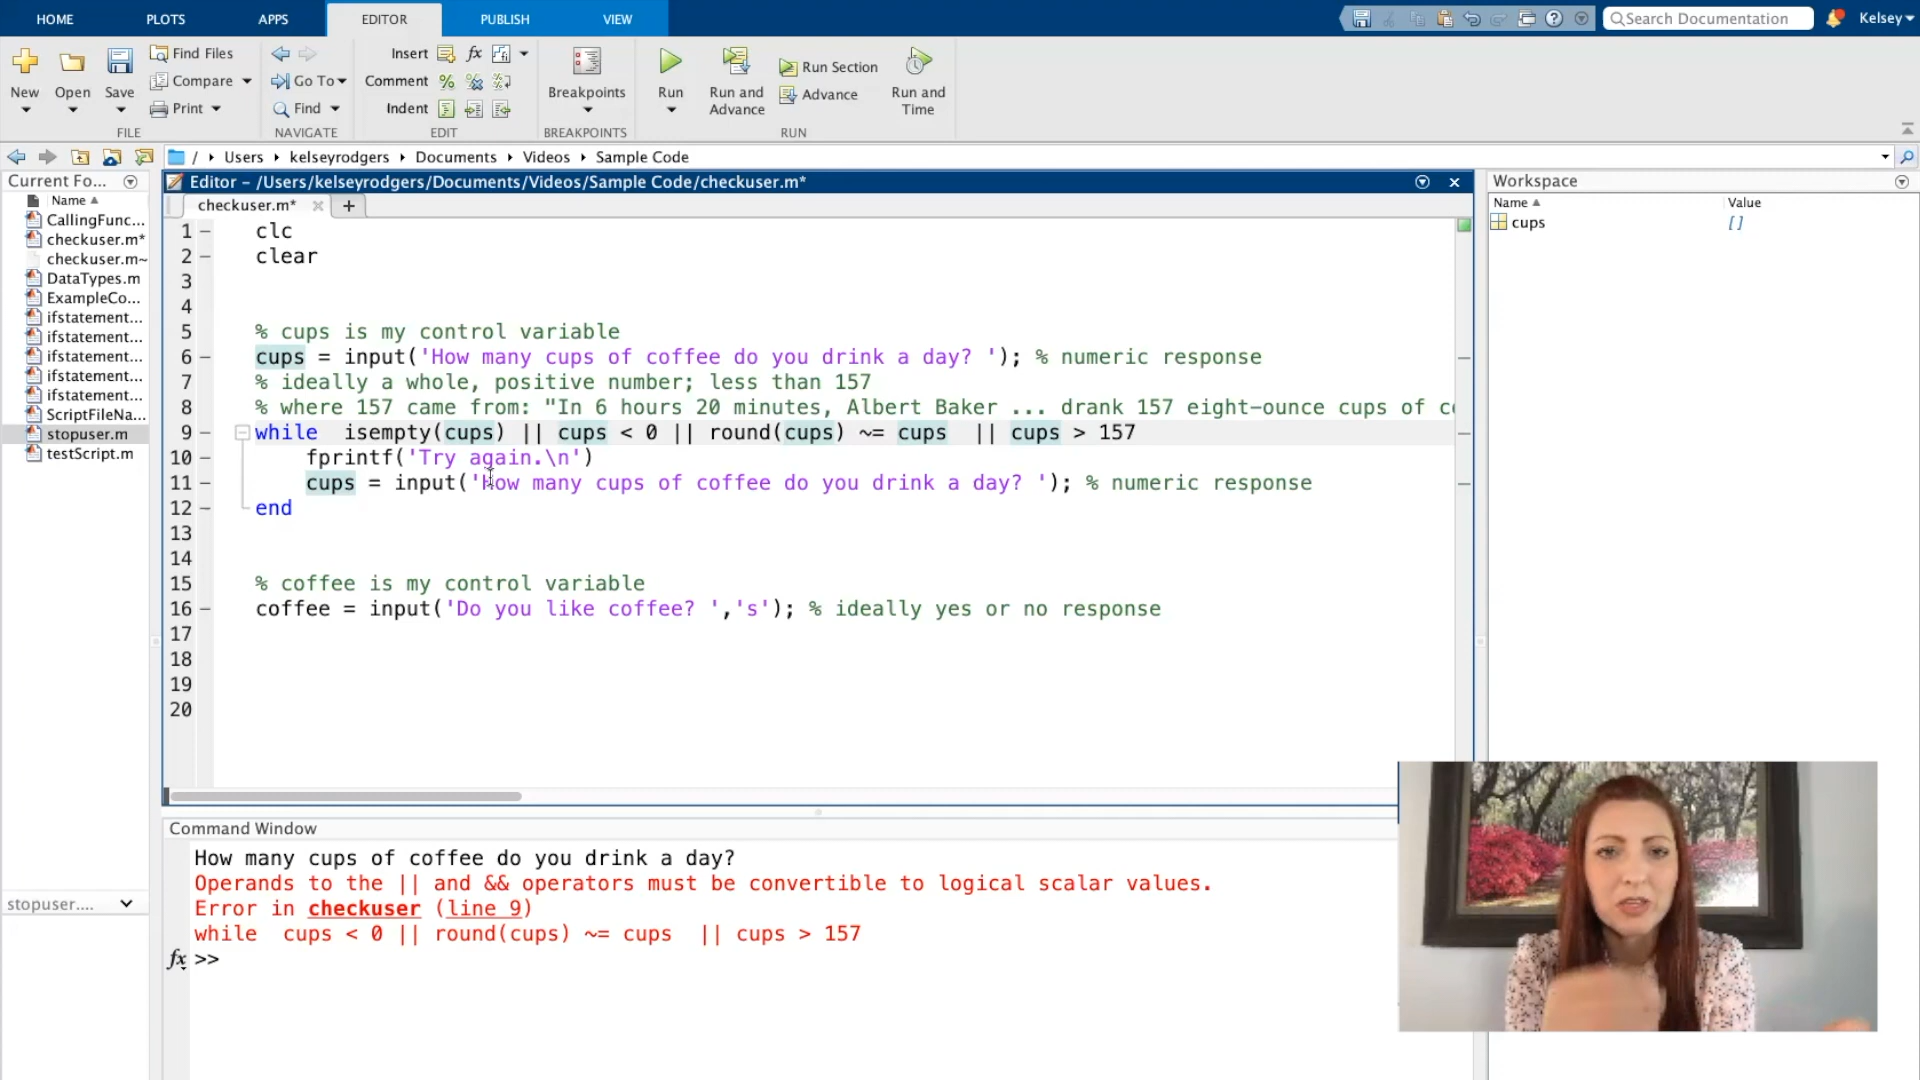 HOME PLOTS APPS EDITOR PUBLISH VIEW Search Documentation Kelsey
Find Files Insert fx Run Section
Compare Go To Comment Advance
Print Find Indent
New Open Save Breakpoints Run Run and Advance Run and Time
FILE NAVIGATE EDIT BREAKPOINTS RUN
/ Users kelseyrodgers Documents Videos Sample Code
Current Fo...
Name
CallingFunc...
checkuser.m*
checkuser.m~
DataTypes.m
ExampleCo...
ifstatement...
ifstatement...
ifstatement...
ifstatement...
ifstatement...
ScriptFileNa...
stopuser.m
testScript.m
stopuser....
Editor – /Users/kelseyrodgers/Documents/Videos/Sample Code/checkuser.m*
checkuser.m* +
1 – clc
2 – clear
3
4
5 % cups is my control variable
6 – cups = input('How many cups of coffee do you drink a day? '); % numeric response
7 % ideally a whole, positive number; less than 157
8 % where 157 came from: "In 6 hours 20 minutes, Albert Baker ... drank 157 eight-ounce cups of
9 – while  isempty(cups) || cups < 0 || round(cups) ~= cups  || cups > 157
10 – fprintf('Try again.\n')
11 – cups = input('How many cups of coffee do you drink a day? '); % numeric response
12 – end
13
14
15 % coffee is my control variable
16 – coffee = input('Do you like coffee? ','s'); % ideally yes or no response
17
18
19
20
Workspace
Name Value
cups []
Command Window
How many cups of coffee do you drink a day?
Operands to the || and && operators must be convertible to logical scalar values.
Error in checkuser (line 9)
while  cups < 0 || round(cups) ~= cups  || cups > 157
fx >>